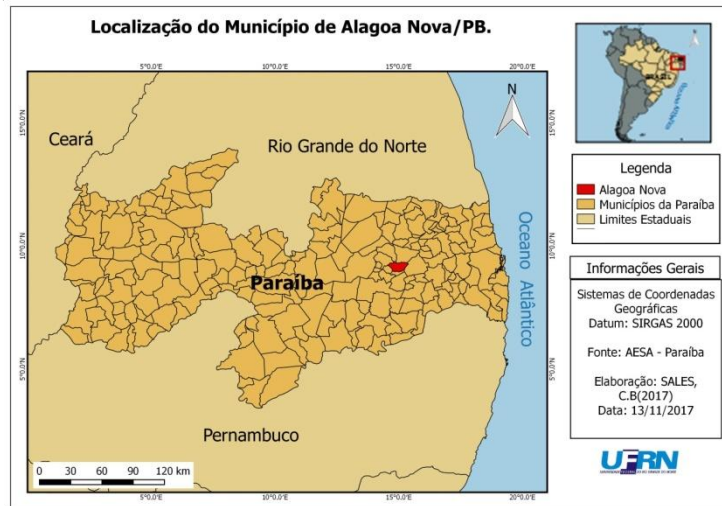 Localização do Município de Alagoa Nova/PB.
5°0.0'E 10°0.0'E 15°0.0'E 20°0.0'E
15°0.0'N
10°0.0'N
5°0.0'N
15°0.0'N
10°0.0'N
5°0.0'N
Ceará
Rio Grande do Norte
N
Paraíba
Oceano Atlântico
Pernambuco
0 30 60 90 120 km
5°0.0'E 10°0.0'E 15°0.0'E 20°0.0'E
BRASIL
Oceano Atlântico
Legenda
Alagoa Nova
Municípios da Paraíba
Limites Estaduais
Informações Gerais
Sistemas de Coordenadas
Geográficas
Datum: SIRGAS 2000
Fonte: AESA - Paraíba
Elaboração: SALES,
C.B(2017)
Data: 13/11/2017
UFRN